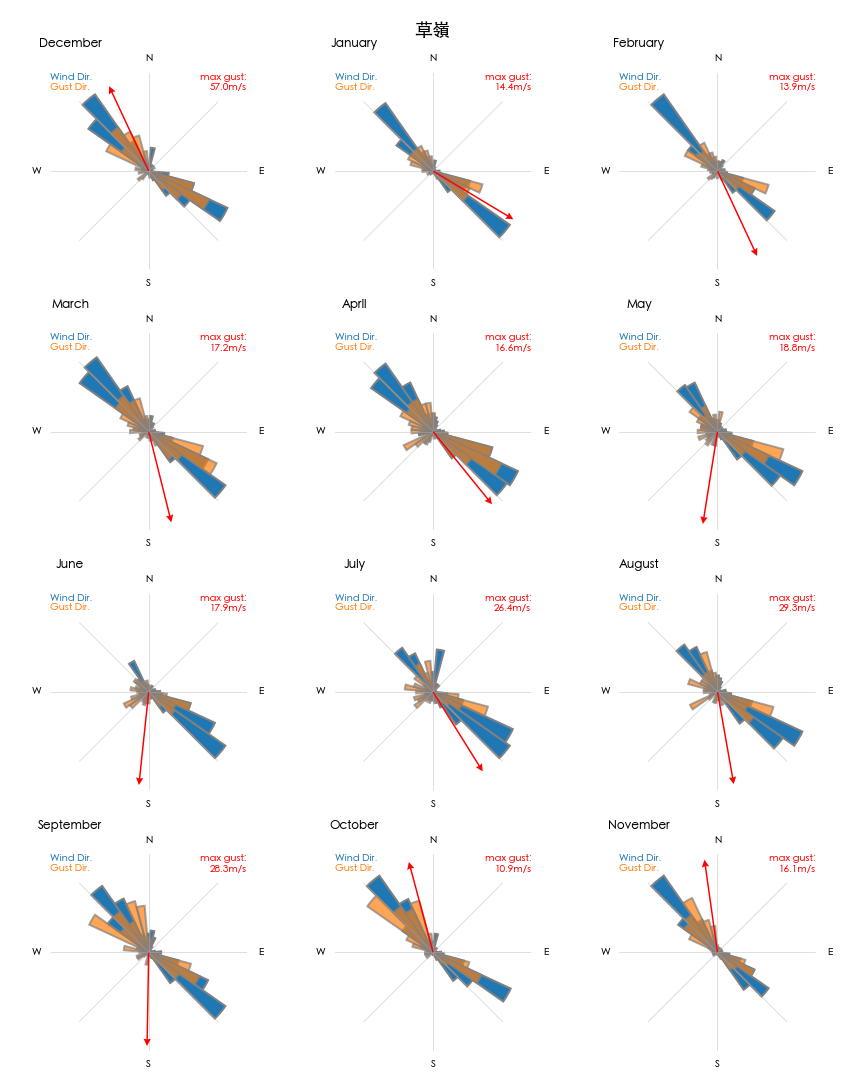 草嶺
December
N
Wind Dir.
Gust Dir.
max gust:
57.0m/s
W
E
S
January
N
Wind Dir.
Gust Dir.
max gust:
14.4m/s
W
E
S
February
N
Wind Dir.
Gust Dir.
max gust:
13.9m/s
W
E
S
March
N
Wind Dir.
Gust Dir.
max gust:
17.2m/s
W
E
S
April
N
Wind Dir.
Gust Dir.
max gust:
16.6m/s
W
E
S
May
N
Wind Dir.
Gust Dir.
max gust:
18.8m/s
W
E
S
June
N
Wind Dir.
Gust Dir.
max gust:
17.9m/s
W
E
S
July
N
Wind Dir.
Gust Dir.
max gust:
26.4m/s
W
E
S
August
N
Wind Dir.
Gust Dir.
max gust:
29.3m/s
W
E
S
September
N
Wind Dir.
Gust Dir.
max gust:
28.3m/s
W
E
S
October
N
Wind Dir.
Gust Dir.
max gust:
10.9m/s
W
E
S
November
N
Wind Dir.
Gust Dir.
max gust:
16.1m/s
W
E
S